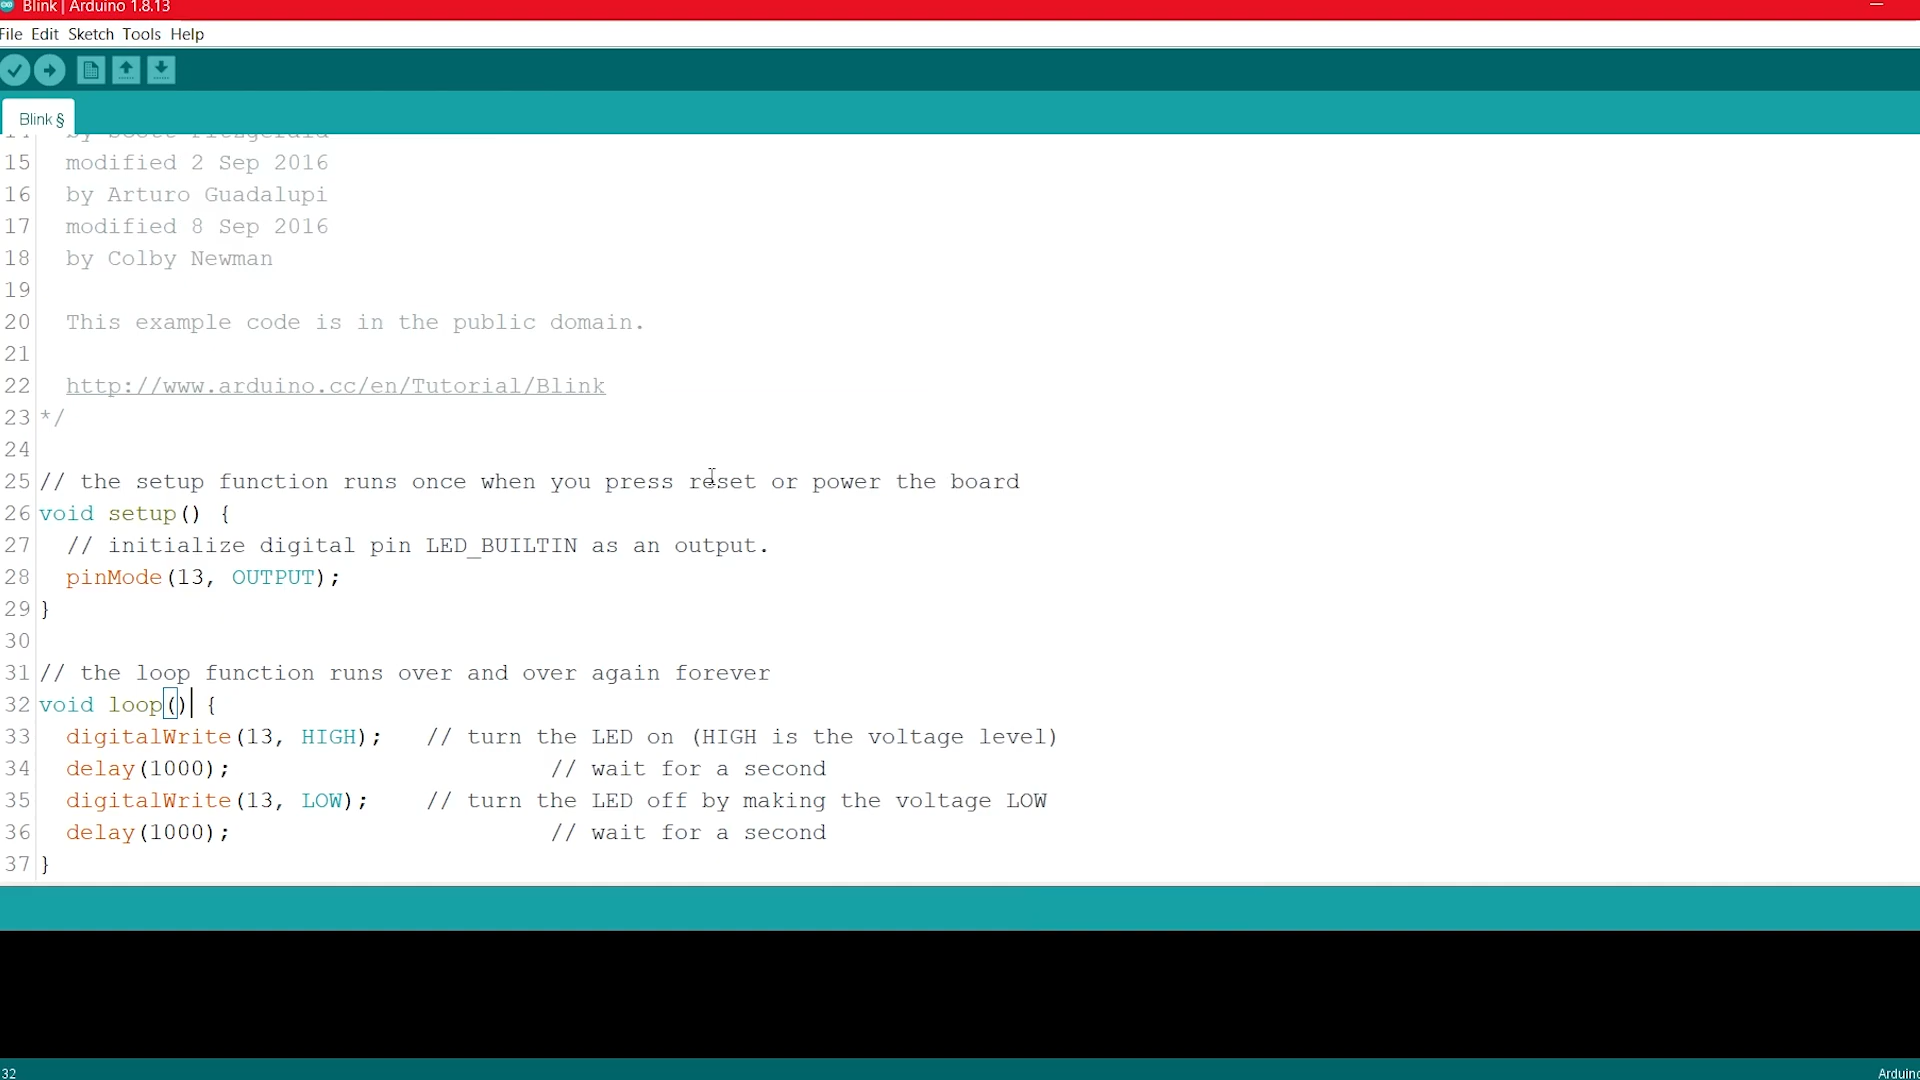 Blink | Arduino 1.8.13
File Edit Sketch Tools Help
Blink §
15 modified 2 Sep 2016
16 by Arturo Guadalupi
17 modified 8 Sep 2016
18 by Colby Newman
19
20 This example code is in the public domain.
21
22 http://www.arduino.cc/en/Tutorial/Blink
23 */
24
25 // the setup function runs once when you press reset or power the board
26 void setup() {
27 // initialize digital pin LED_BUILTIN as an output.
28 pinMode(13, OUTPUT);
29 }
30
31 // the loop function runs over and over again forever
32 void loop() {
33 digitalWrite(13, HIGH); // turn the LED on (HIGH is the voltage level)
34 delay(1000); // wait for a second
35 digitalWrite(13, LOW); // turn the LED off by making the voltage LOW
36 delay(1000); // wait for a second
37 }
32 Arduino